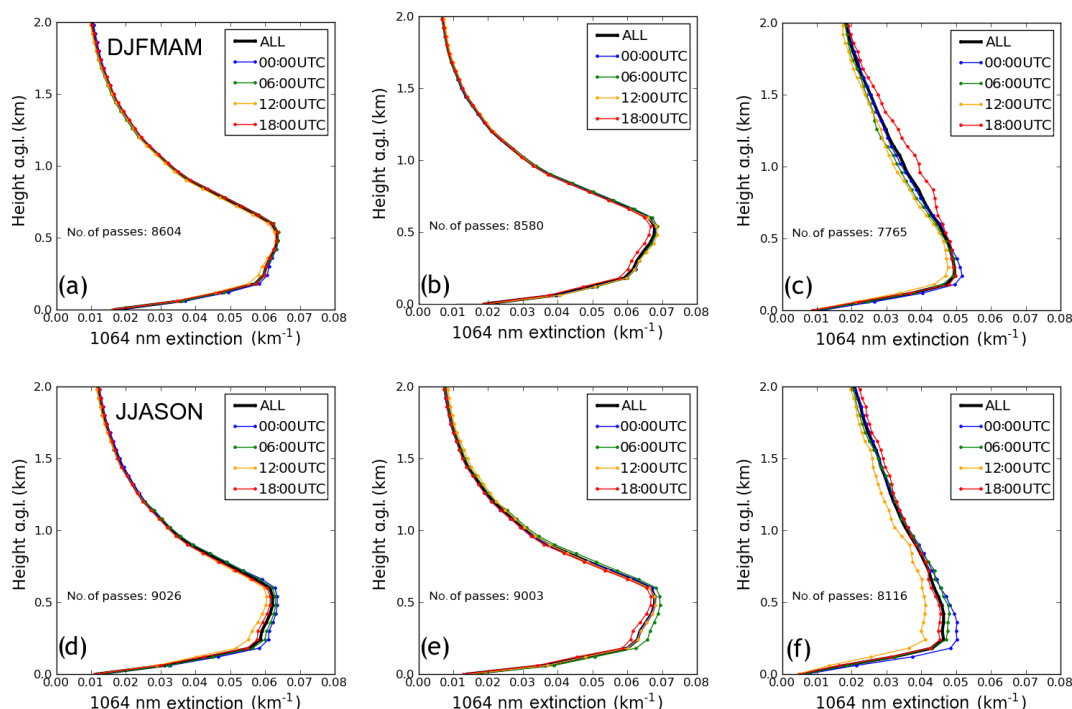 2.0
1.5
1.0
0.5
0.0
Height a.g.l. (km)
DJFMAM
ALL
00:00UTC
06:00UTC
12:00UTC
18:00UTC
No. of passes: 8604
(a)
0.00 0.01 0.02 0.03 0.04 0.05 0.06 0.07 0.08
1064 nm extinction (km⁻¹)
2.0
1.5
1.0
0.5
0.0
Height a.g.l. (km)
ALL
00:00UTC
06:00UTC
12:00UTC
18:00UTC
No. of passes: 8580
(b)
0.00 0.01 0.02 0.03 0.04 0.05 0.06 0.07 0.08
1064 nm extinction (km⁻¹)
2.0
1.5
1.0
0.5
0.0
Height a.g.l. (km)
ALL
00:00UTC
06:00UTC
12:00UTC
18:00UTC
No. of passes: 7765
(c)
0.00 0.01 0.02 0.03 0.04 0.05 0.06 0.07 0.08
1064 nm extinction (km⁻¹)
2.0
1.5
1.0
0.5
0.0
Height a.g.l. (km)
JJASON
ALL
00:00UTC
06:00UTC
12:00UTC
18:00UTC
No. of passes: 9026
(d)
0.00 0.01 0.02 0.03 0.04 0.05 0.06 0.07 0.08
1064 nm extinction (km⁻¹)
2.0
1.5
1.0
0.5
0.0
Height a.g.l. (km)
ALL
00:00UTC
06:00UTC
12:00UTC
18:00UTC
No. of passes: 9003
(e)
0.00 0.01 0.02 0.03 0.04 0.05 0.06 0.07 0.08
1064 nm extinction (km⁻¹)
2.0
1.5
1.0
0.5
0.0
Height a.g.l. (km)
ALL
00:00UTC
06:00UTC
12:00UTC
18:00UTC
No. of passes: 8116
(f)
0.00 0.01 0.02 0.03 0.04 0.05 0.06 0.07 0.08
1064 nm extinction (km⁻¹)